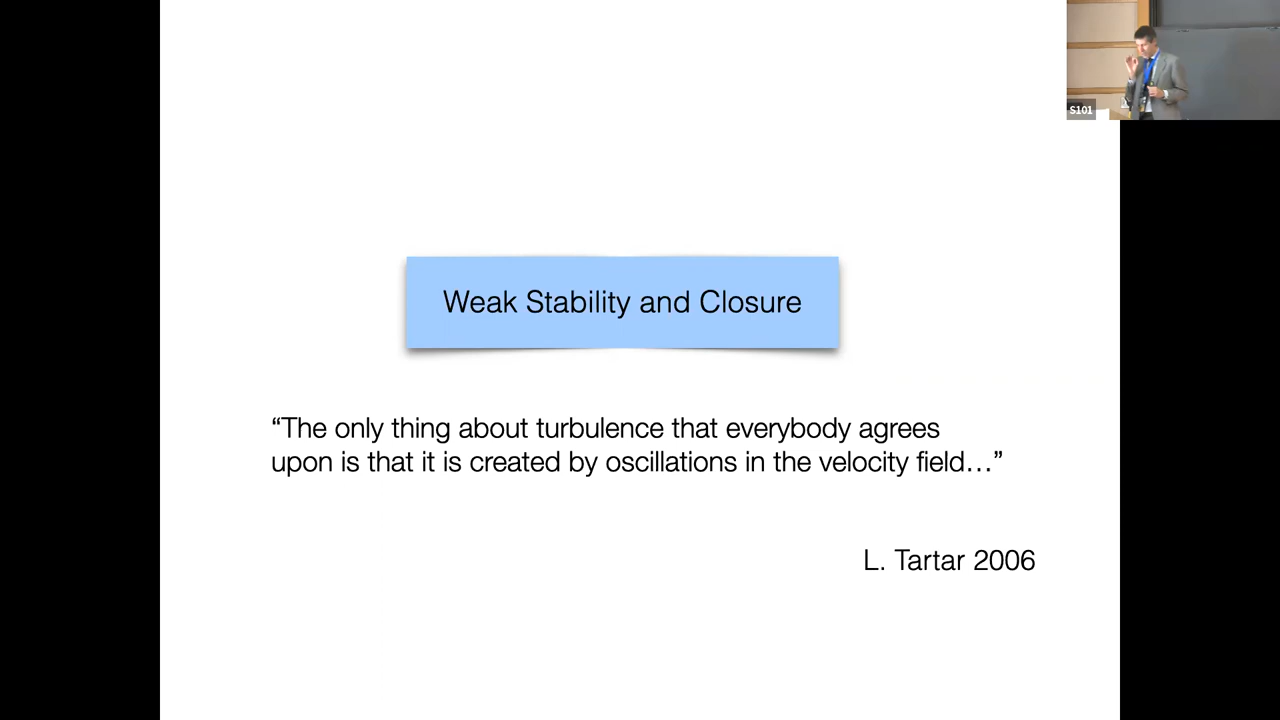 S101
Weak Stability and Closure
“The only thing about turbulence that everybody agrees
upon is that it is created by oscillations in the velocity field…”
L. Tartar 2006